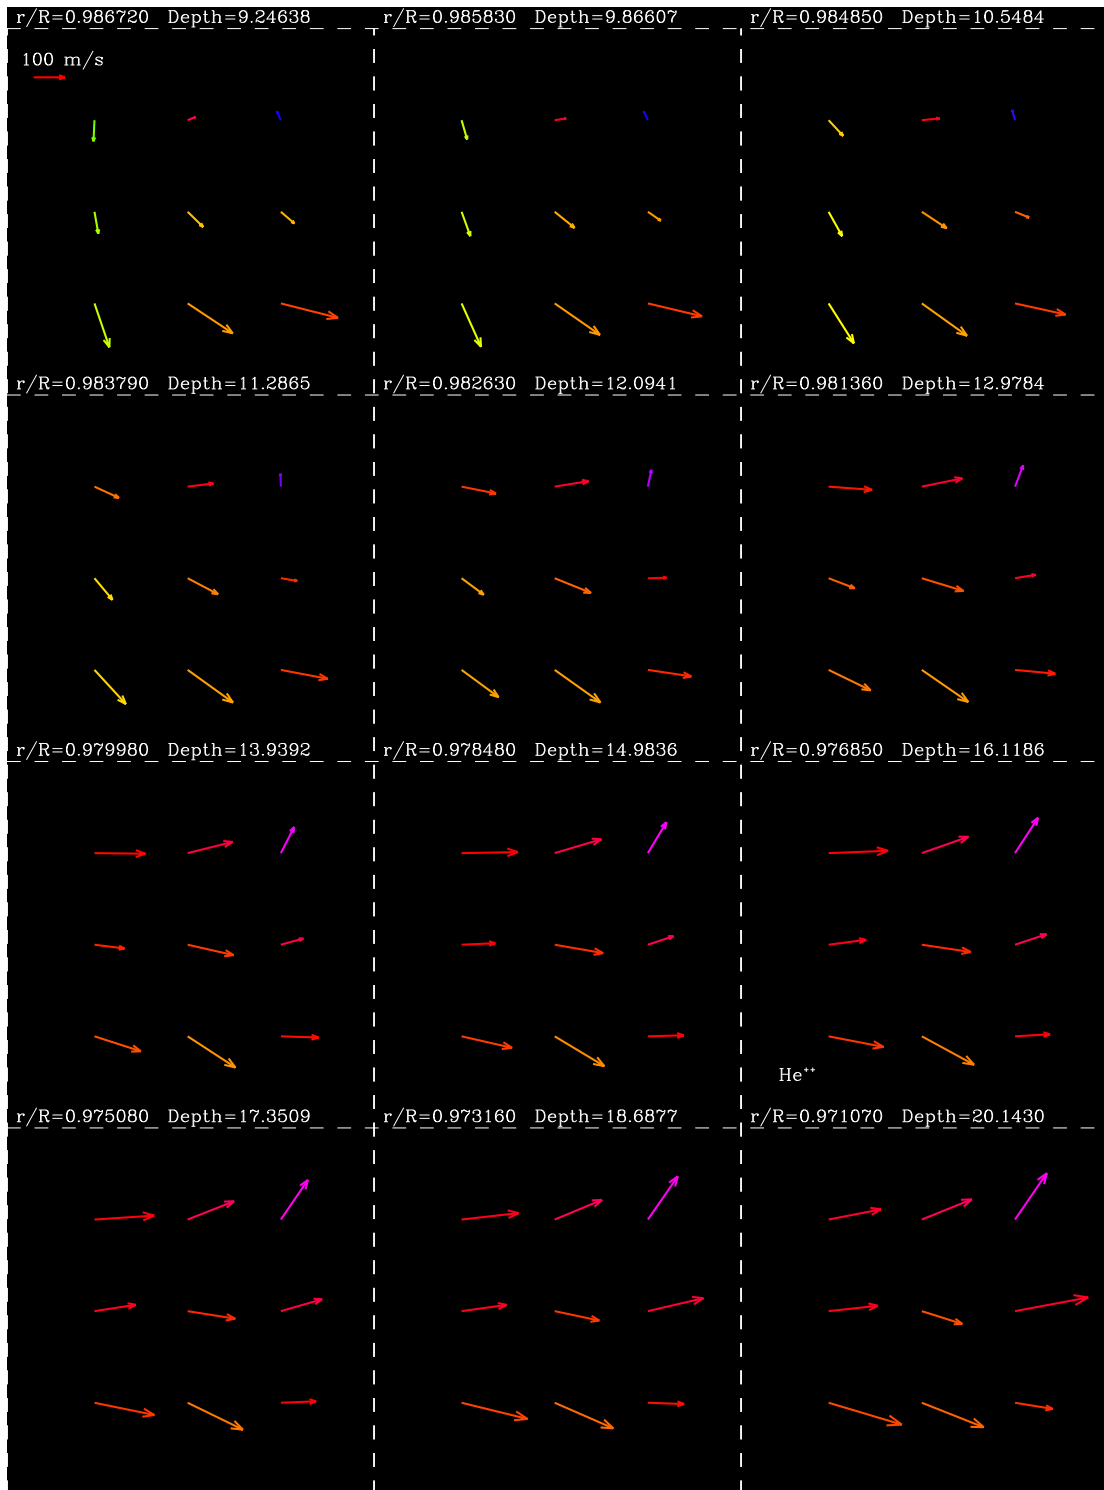 r/R=0.986720 Depth=9.24638 r/R=0.985830 Depth=9.86607 r/R=0.984850 Depth=10.5484
100 m/s
r/R=0.983790 Depth=11.2865 r/R=0.982630 Depth=12.0941 r/R=0.981360 Depth=12.9784
r/R=0.979980 Depth=13.9392 r/R=0.978480 Depth=14.9836 r/R=0.976850 Depth=16.1186
He⁺⁺
r/R=0.975080 Depth=17.3509 r/R=0.973160 Depth=18.6877 r/R=0.971070 Depth=20.1430